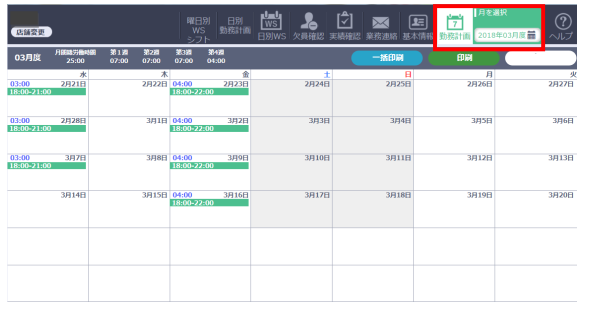 店舗変更
曜日別
WS
シフト
日別
勤務計画
WS
日別WS
欠員確認
実績確認
業務連絡
基本情報
?
勤務計画
月を選択
2018年03月度
?
ヘルプ
03月度
月間総労働時間
25:00
第1週
07:00
第2週
07:00
第3週
07:00
第4週
04:00
一括印刷
印刷
水 木 金 土 日 月 火
03:00 2月21日 2月22日 04:00 2月23日 2月24日 2月25日 2月26日 2月27日
18:00-21:00 18:00-22:00
03:00 2月28日 3月1日 04:00 3月2日 3月3日 3月4日 3月5日 3月6日
18:00-21:00 18:00-22:00
03:00 3月7日 3月8日 04:00 3月9日 3月10日 3月11日 3月12日 3月13日
18:00-21:00 18:00-22:00
3月14日 3月15日 04:00 3月16日 3月17日 3月18日 3月19日 3月20日
18:00-22:00